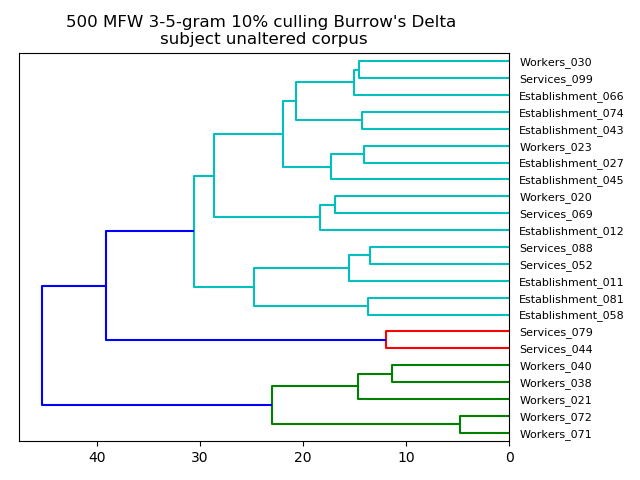 500 MFW 3-5-gram 10% culling Burrow's Delta
subject unaltered corpus
Workers_030
Services_099
Establishment_066
Establishment_074
Establishment_043
Workers_023
Establishment_027
Establishment_045
Workers_020
Services_069
Establishment_012
Services_088
Services_052
Establishment_011
Establishment_081
Establishment_058
Services_079
Services_044
Workers_040
Workers_038
Workers_021
Workers_072
Workers_071
40 30 20 10 0